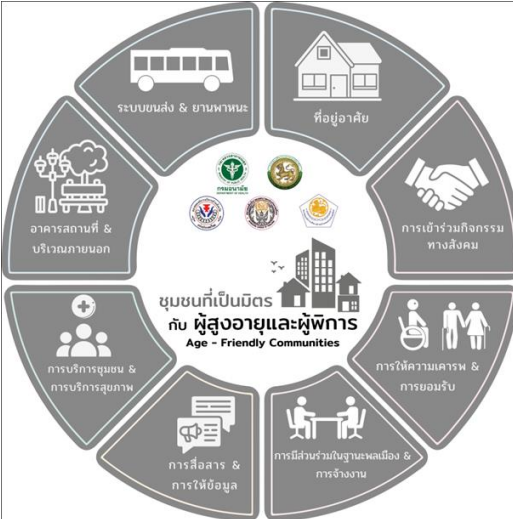 ระบบขนส่ง & ยานพาหนะ
ที่อยู่อาศัย
การเข้าร่วมกิจกรรม
ทางสังคม
การให้ความเคารพ &
การยอมรับ
การมีส่วนร่วมในฐานะพลเมือง &
การจ้างงาน
การสื่อสาร &
การให้ข้อมูล
การบริการชุมชน &
การบริการสุขภาพ
อาคารสถานที่ &
บริเวณภายนอก
กรมอนามัย
ชุมชนที่เป็นมิตร
กับ ผู้สูงอายุและผู้พิการ
Age - Friendly Communities